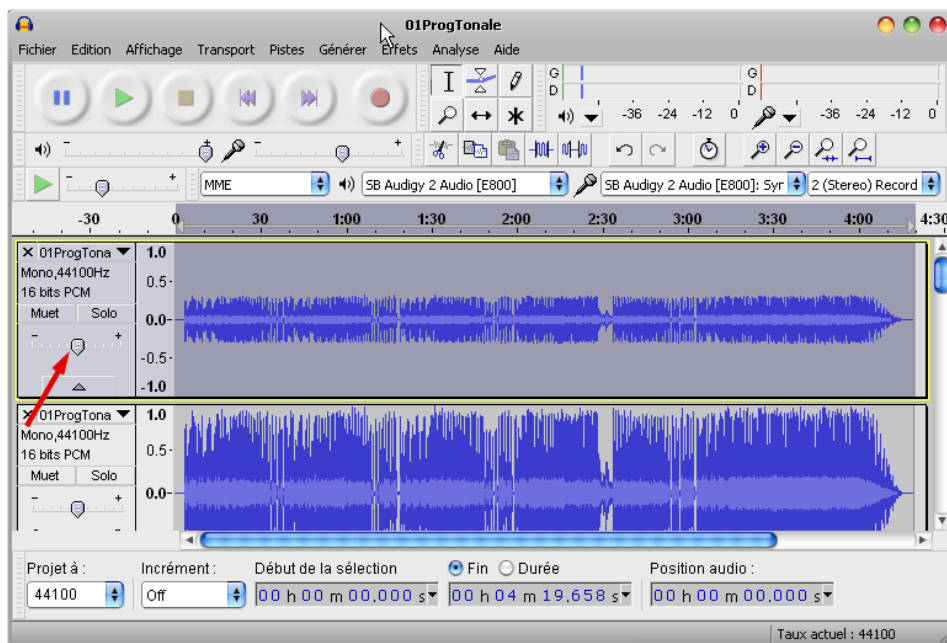 01ProgTonale
Fichier Edition Affichage Transport Pistes Générer Effets Analyse Aide
G
D
-36 -24 -12 0
G
D
-36 -24 -12 0
- + - +
- + MME SB Audigy 2 Audio [E800] SB Audigy 2 Audio [E800]: Syr 2 (Stereo) Record
-30 0 30 1:00 1:30 2:00 2:30 3:00 3:30 4:00 4:30
X 01ProgTona 1.0
Mono,44100Hz
16 bits PCM 0.5-
Muet Solo 0.0-
- +
-0.5-
-1.0
X 01ProgTona 1.0
Mono,44100Hz
16 bits PCM 0.5-
Muet Solo
- + 0.0-
Projet à : Incrément : Début de la sélection Fin Durée Position audio :
44100 Off 00 h 00 m 00.000 s 00 h 04 m 19.658 s 00 h 00 m 00.000 s
Taux actuel : 44100